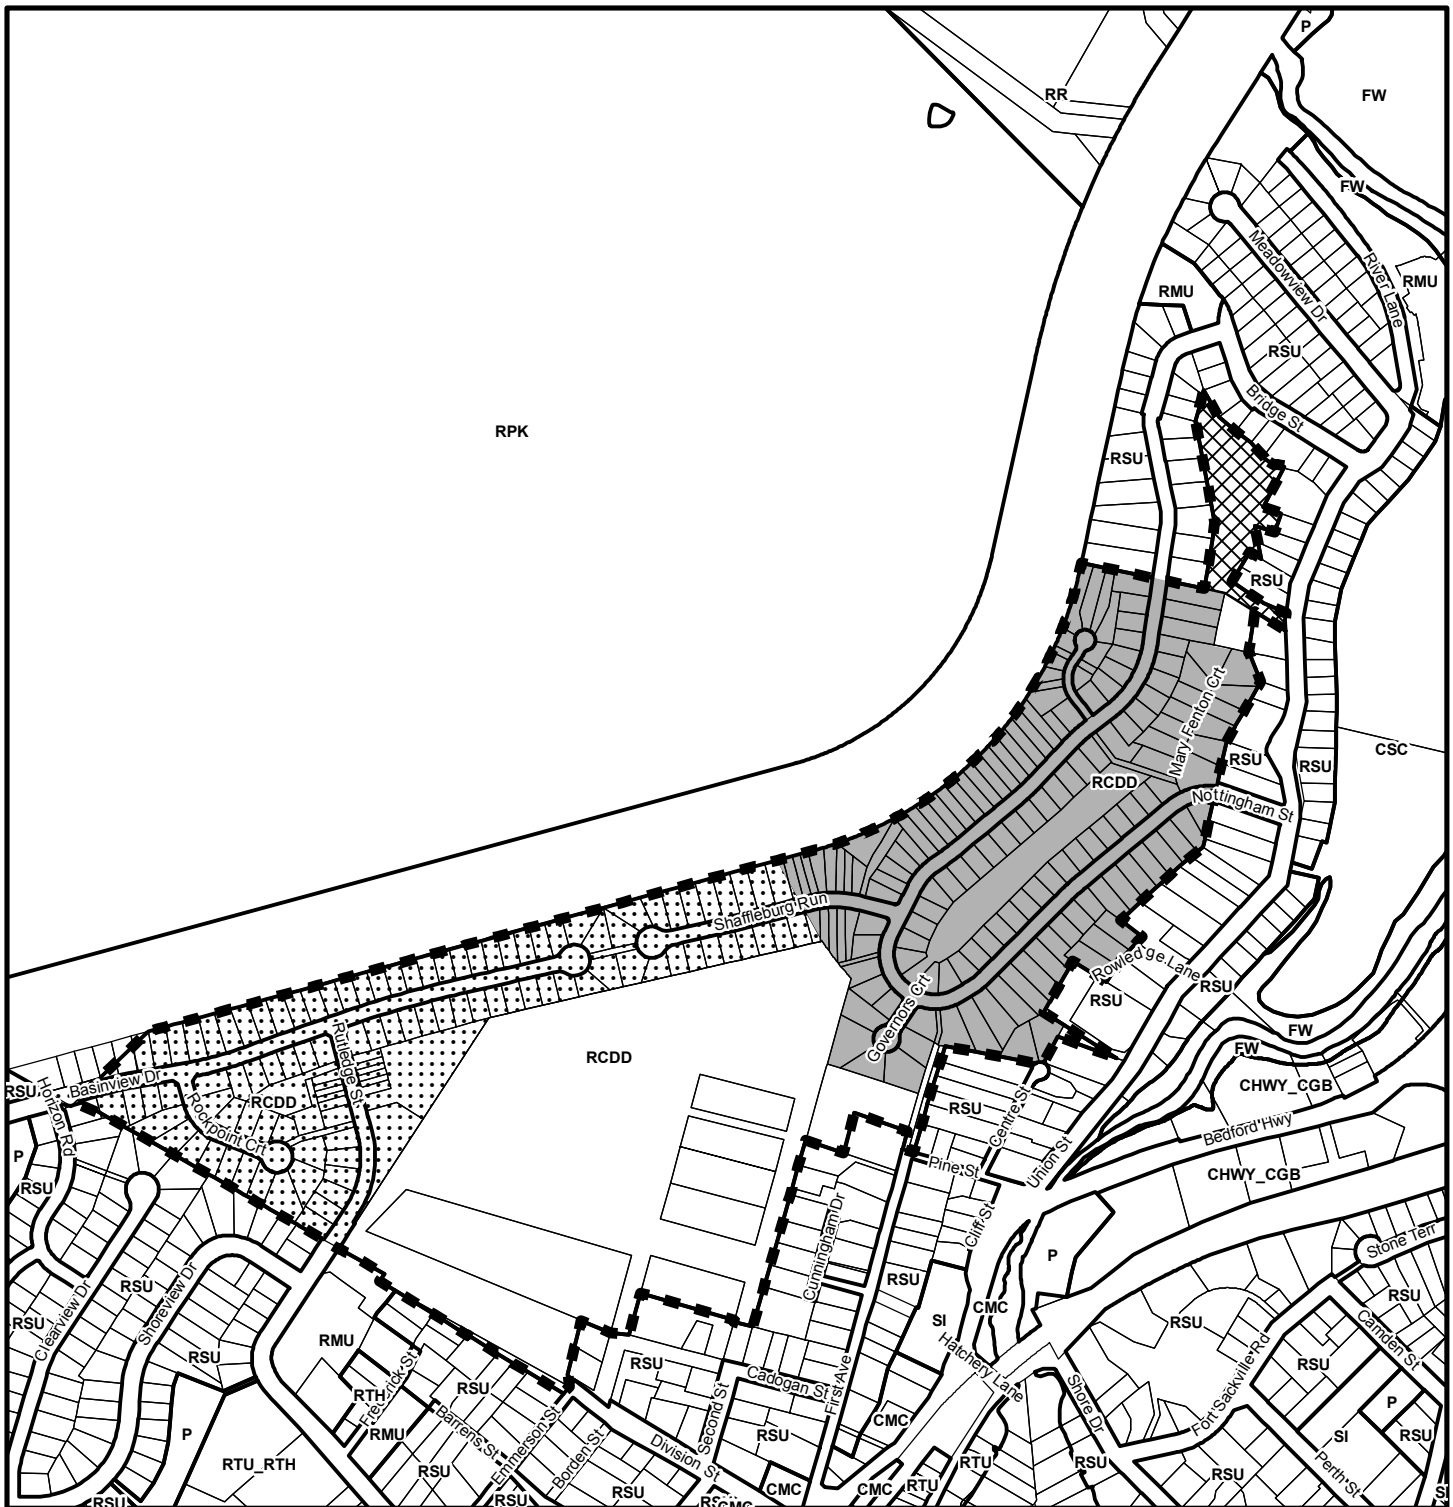 P
RR
FW
FW
Meadowview Dr
River Lane
RMU
RMU
RSU
Bridge St
RPK
RSU
RSU
Mary Fenton Crt
CSC
RSU
RSU
RCDD
Nottingham St
Shaffleburg Run
Rowledge Lane
RSU
RSU
Governors Crt
FW
FW
RCDD
Rutledge St
CHWY_CGB
RSU
Basinview Dr
RCDD
Horizon Rd
Rockpoint Crt
RSU
Centre St
Bedford Hwy
P
Pine St
Union St
CHWY_CGB
RSU
Cunningham Dr
Cliff St
P
Stone Terr
RSU
Shoreview Dr
RSU
CMC
RSU
RSU
Clearview Dr
SI
RSU
Camden St
RMU
Hatchery Lane
Fort Sackville Rd
RSU
RSU
RSU
RTH
Frederick St
RSU
Cadogan St
First Ave
Shore Dr
P
RMU
Barrens St
Emmerson St
Second St
CMC
P
RSU
SI
RSU
Borden St
Division St
RTU_RTH
RSU
RTU
RSU
RSU
Perth St
RSU
CMC
CMC
RTU
RSU
RSU
CMC